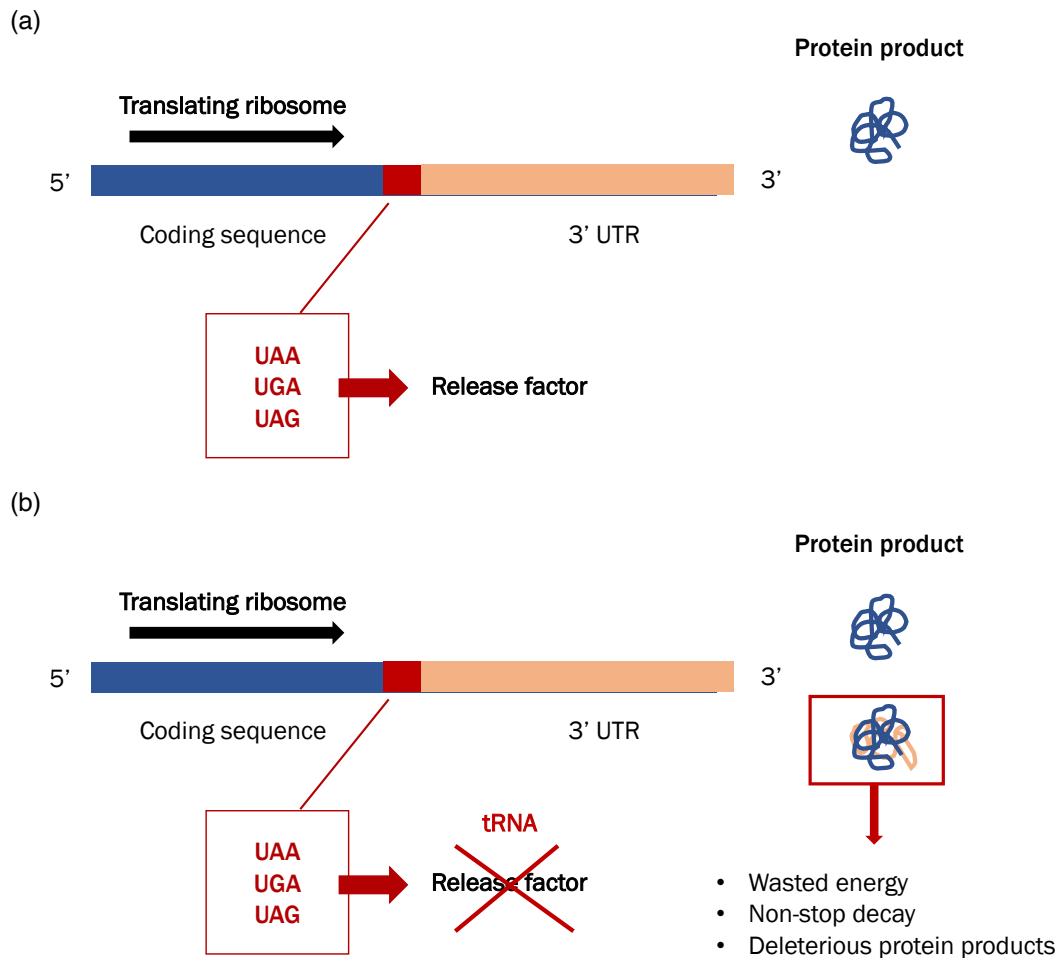 (a)
Protein product
Translating ribosome
5’
3’
Coding sequence
3’ UTR
UAA
UGA
UAG
Release factor
(b)
Protein product
Translating ribosome
5’
3’
Coding sequence
3’ UTR
tRNA
UAA
UGA
UAG
Release factor
• Wasted energy
• Non-stop decay
• Deleterious protein products